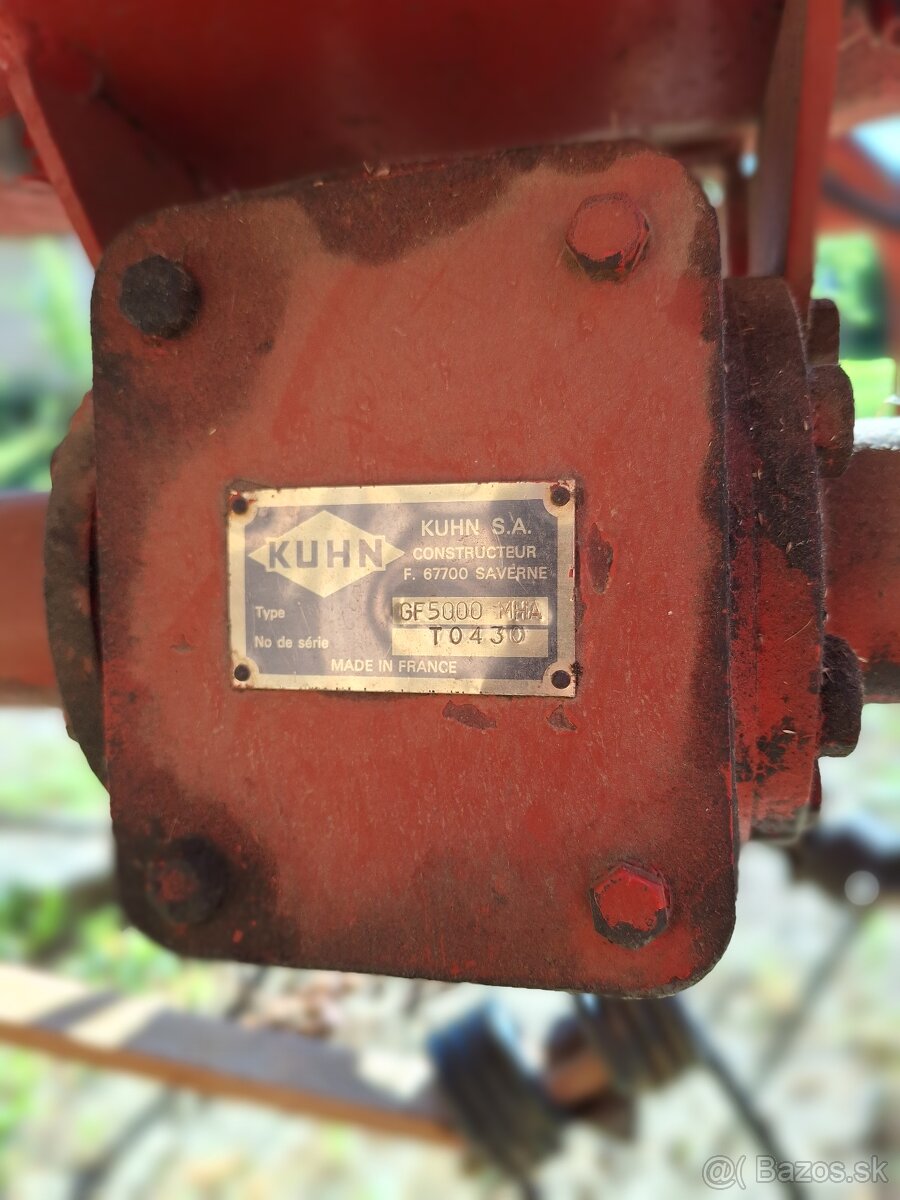 KUHN
KUHN S.A.
CONSTRUCTEUR
F. 67700 SAVERNE
Type GF5000 MHA
No de série T0430
MADE IN FRANCE
@( Bazos.sk